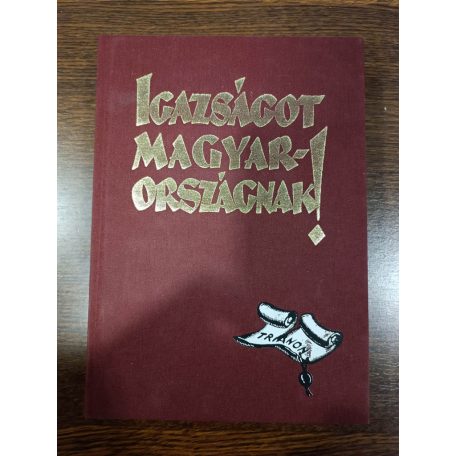 IGAZSÁGOT
MAGYAR-
ORSZÁGNAK!
TRIANON